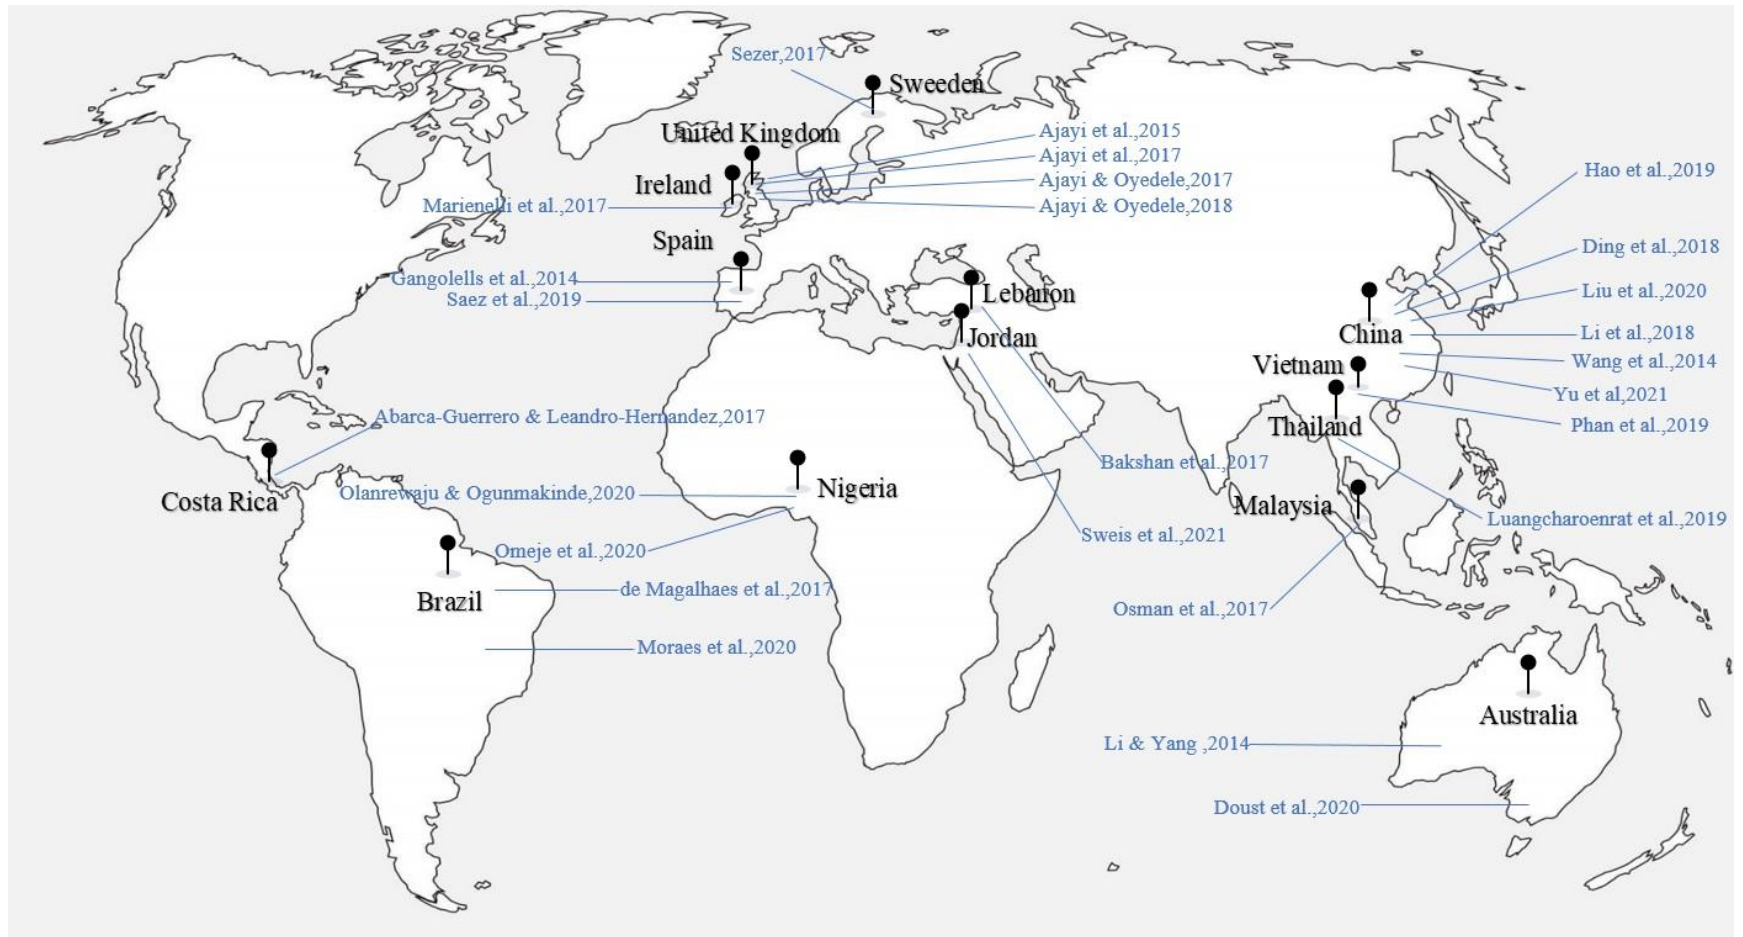 Sezer,2017
Sweeden
United Kingdom
Ajayi et al.,2015
Ajayi et al.,2017
Ireland
Ajayi & Oyedele,2017
Hao et al.,2019
Marienelli et al.,2017
Ajayi & Oyedele,2018
Spain
Ding et al.,2018
Gangolells et al.,2014
Lebanon
Liu et al.,2020
Saez et al.,2019
Jordan
China
Li et al.,2018
Vietnam
Wang et al.,2014
Yu et al,2021
Abarca-Guerrero & Leandro-Hernandez,2017
Thailand
Phan et al.,2019
Bakshan et al.,2017
Costa Rica
Olanrewaju & Ogunmakinde,2020
Nigeria
Malaysia
Luangcharoenrat et al.,2019
Omeje et al.,2020
Sweis et al.,2021
Brazil
de Magalhaes et al.,2017
Osman et al.,2017
Moraes et al.,2020
Australia
Li & Yang ,2014
Doust et al.,2020